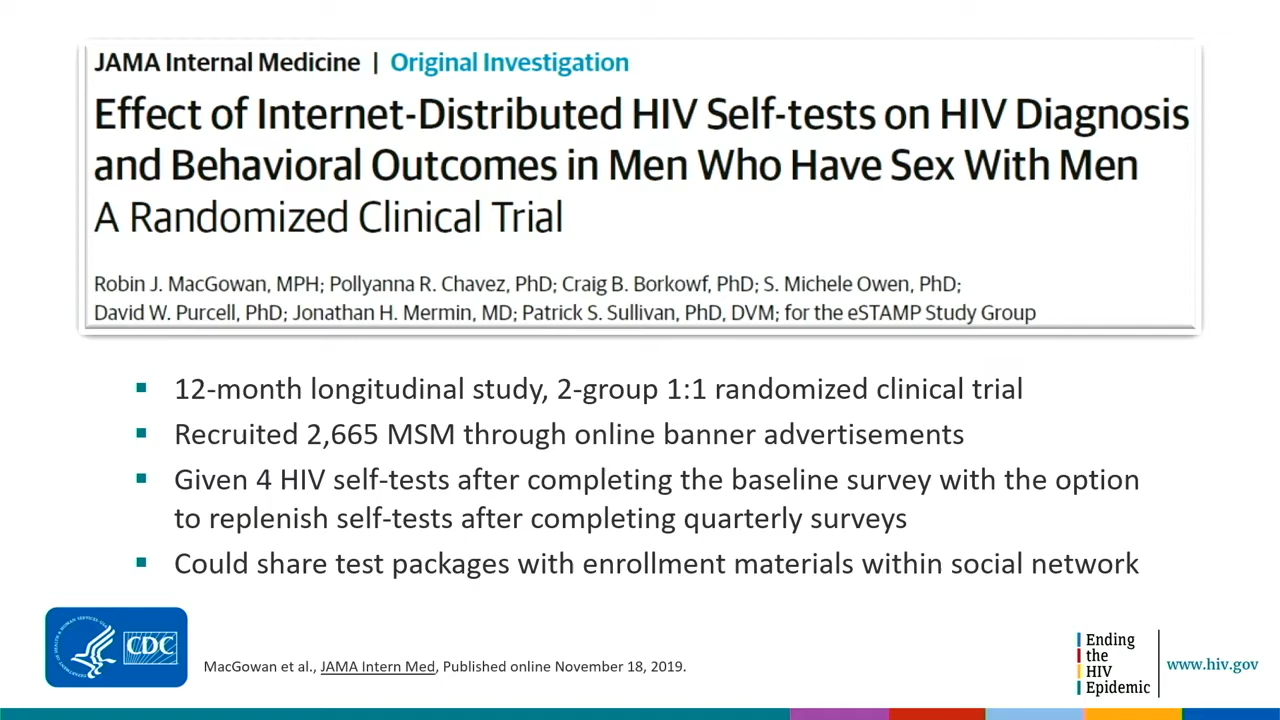 JAMA Internal Medicine | Original Investigation
Effect of Internet-Distributed HIV Self-tests on HIV Diagnosis
and Behavioral Outcomes in Men Who Have Sex With Men
A Randomized Clinical Trial
Robin J. MacGowan, MPH; Pollyanna R. Chavez, PhD; Craig B. Borkowf, PhD; S. Michele Owen, PhD;
David W. Purcell, PhD; Jonathan H. Mermin, MD; Patrick S. Sullivan, PhD, DVM; for the eSTAMP Study Group
▪ 12-month longitudinal study, 2-group 1:1 randomized clinical trial
▪ Recruited 2,665 MSM through online banner advertisements
▪ Given 4 HIV self-tests after completing the baseline survey with the option
to replenish self-tests after completing quarterly surveys
▪ Could share test packages with enrollment materials within social network
CDC
MacGowan et al., JAMA Intern Med, Published online November 18, 2019.
Ending
the
HIV
Epidemic
www.hiv.gov